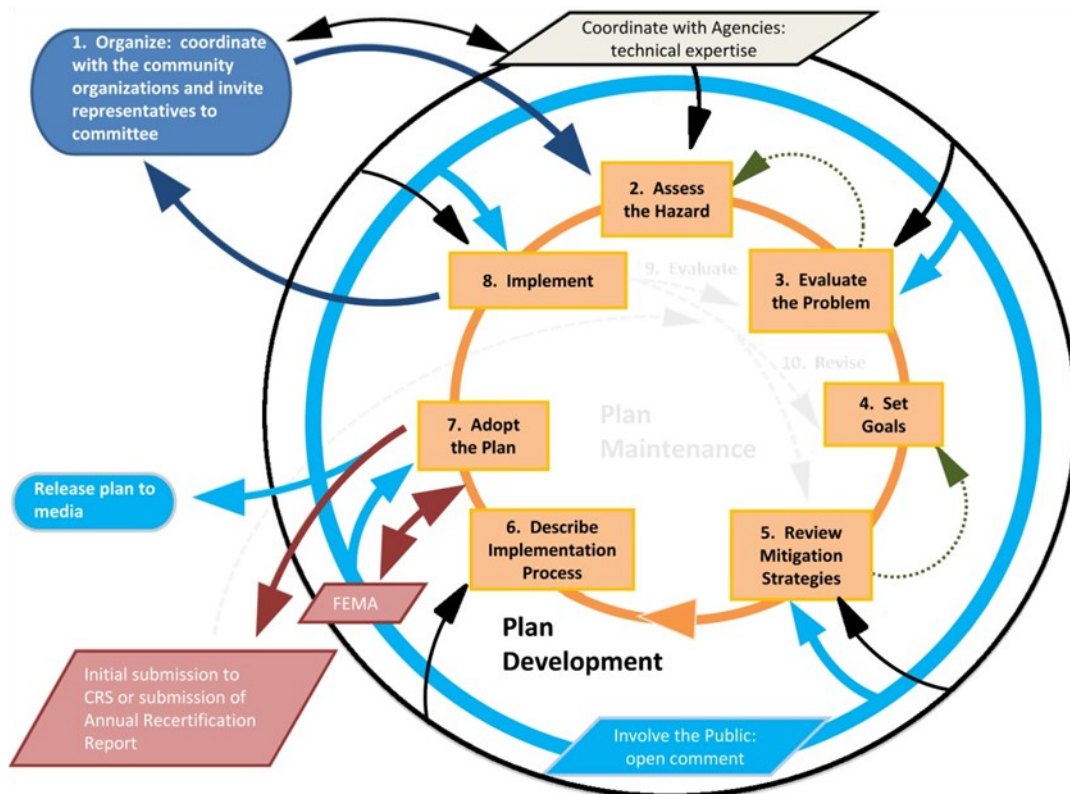 Coordinate with Agencies:
technical expertise
1. Organize: coordinate
with the community
organizations and invite
representatives to
committee
2. Assess
the Hazard
8. Implement
9. Evaluate
3. Evaluate
the Problem
10. Revise
4. Set
Goals
7. Adopt
the Plan
Plan
Maintenance
Release plan to
media
6. Describe
Implementation
Process
5. Review
Mitigation
Strategies
FEMA
Plan
Development
Initial submission to
CRS or submission of
Annual Recertification
Report
Involve the Public:
open comment